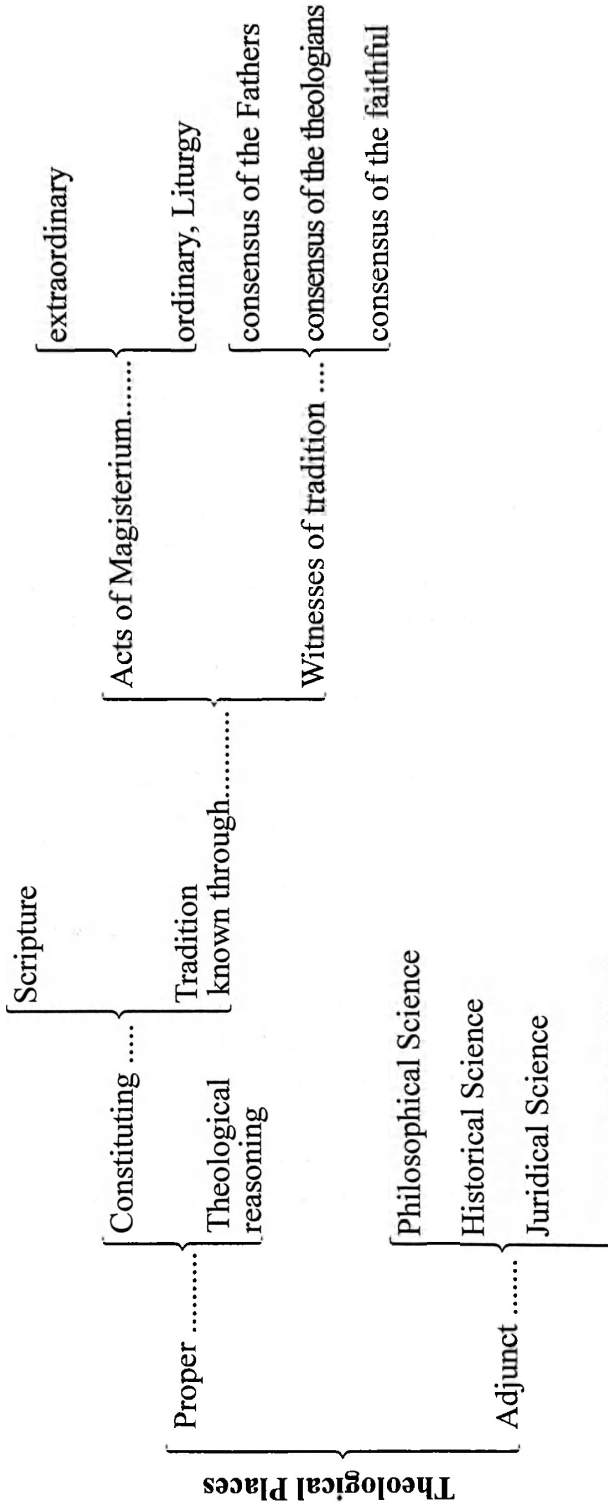 Theological Places
Proper ..........
Constituting .....
Scripture
Tradition
known through............
Acts of Magisterium.......
extraordinary
ordinary, Liturgy
Witnesses of tradition ....
consensus of the Fathers
consensus of the theologians
consensus of the faithful
Theological
reasoning
Adjunct .......
Philosophical Science
Historical Science
Juridical Science